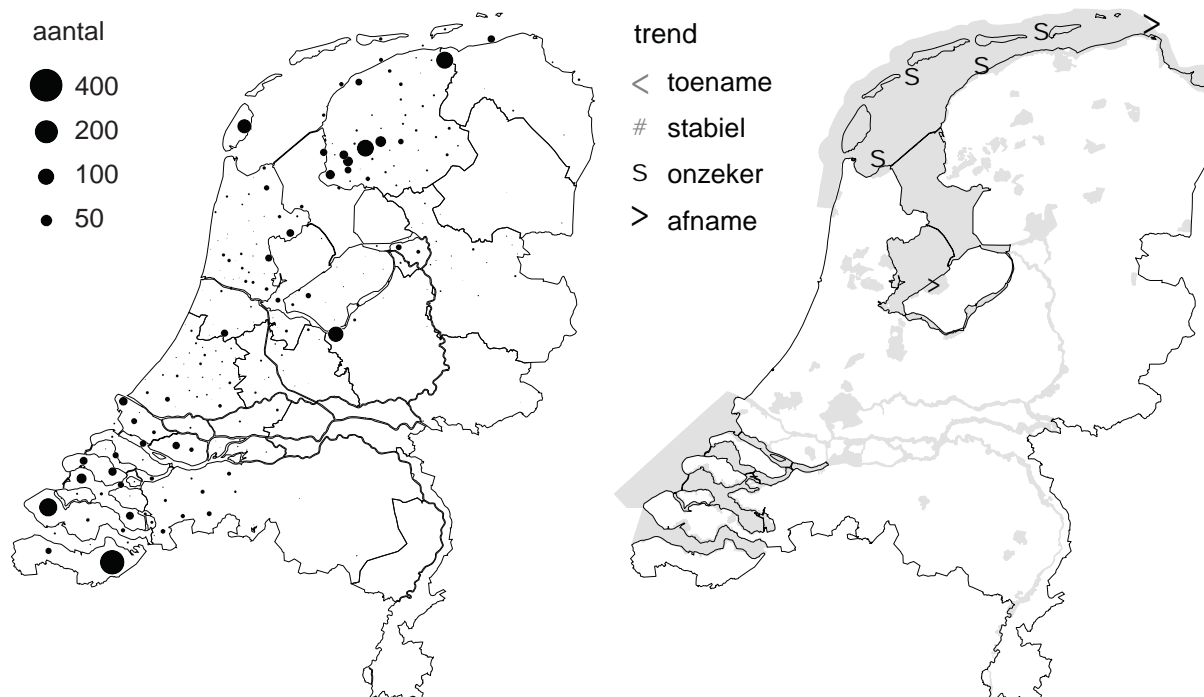 aantal
400
200
100
50
trend
< toename
# stabiel
S onzeker
> afname
S
>
S
S
S
>